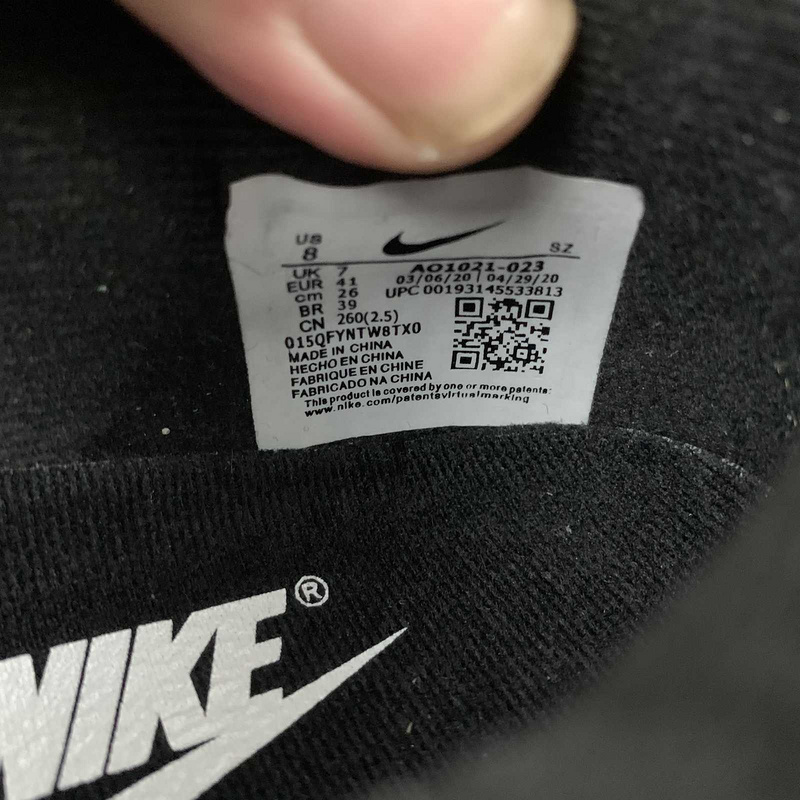 US
8
SZ
UK 7
EUR 41
cm 26
BR 39
CN 260(2.5)
AO1021-023
03/06/20 | 04/29/20
UPC 00193145533813
015QFYNTW8TX0
MADE IN CHINA
HECHO EN CHINA
FABRIQUE EN CHINE
FABRICADO NA CHINA
This product is covered by one or more patents:
www.nike.com/patentsvirtualmarking
NIKE®